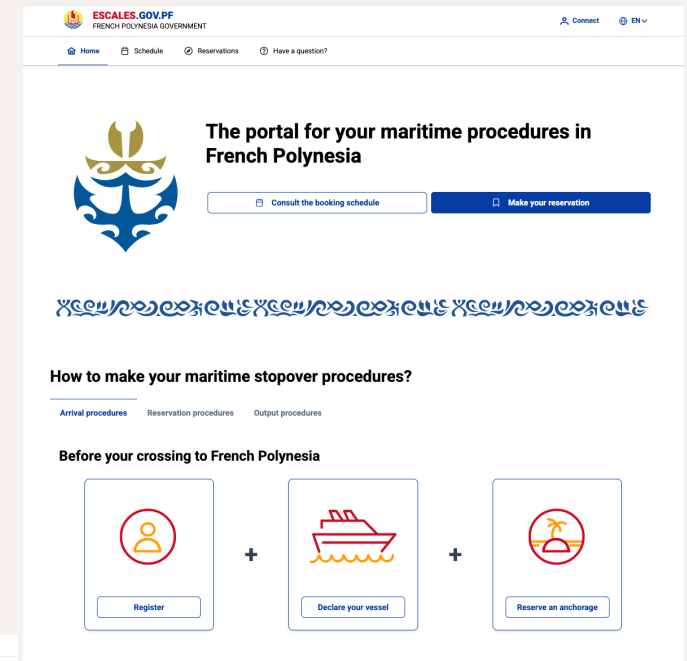 ESCALES.GOV.PF
FRENCH POLYNESIA GOVERNMENT
Connect
EN
Home
Schedule
Reservations
Have a question?
The portal for your maritime procedures in
French Polynesia
Consult the booking schedule
Make your reservation
How to make your maritime stopover procedures?
Arrival procedures
Reservation procedures
Output procedures
Before your crossing to French Polynesia
+
+
Register
Declare your vessel
Reserve an anchorage